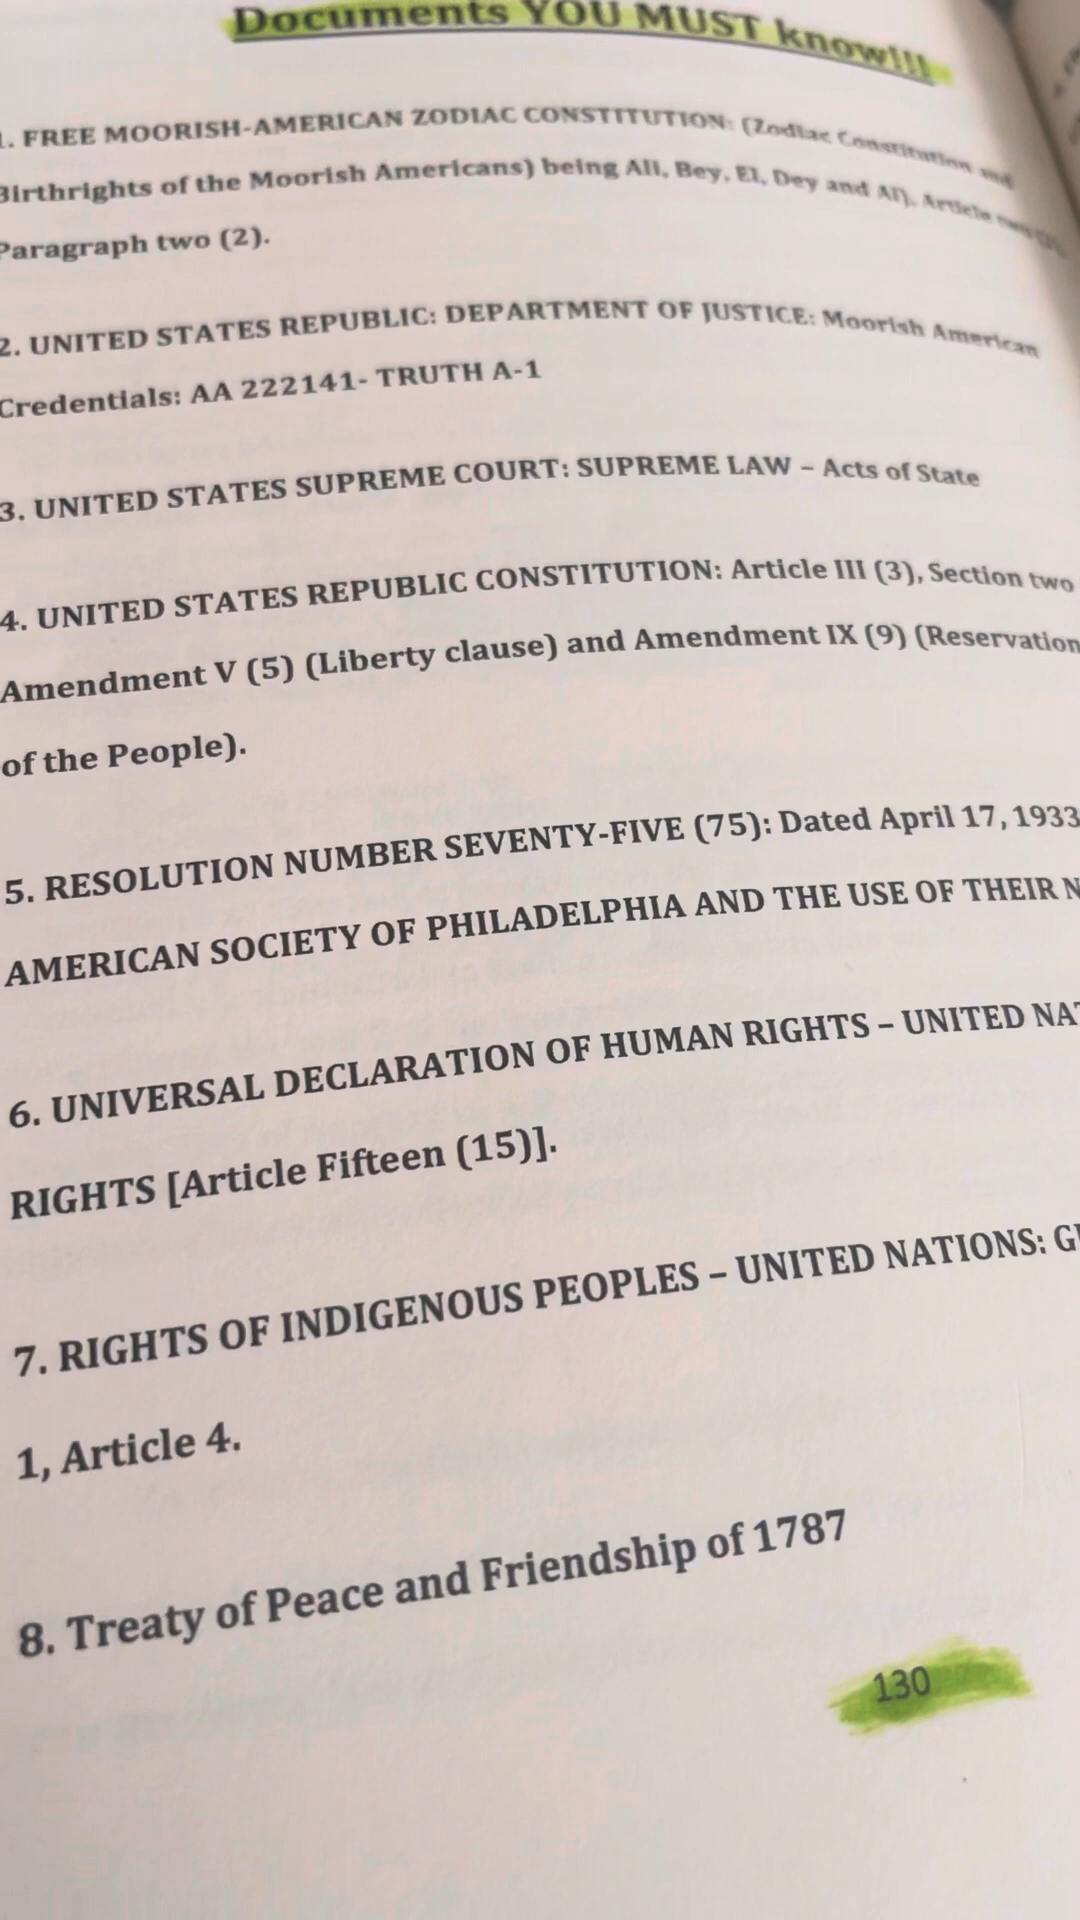 Documents YOU MUST know!!!
1. FREE MOORISH-AMERICAN ZODIAC CONSTITUTION: (Zodiac Constitution and
Birthrights of the Moorish Americans) being Ali, Bey, El, Dey and Al), Article two (2),
Paragraph two (2).
2. UNITED STATES REPUBLIC: DEPARTMENT OF JUSTICE: Moorish American
Credentials: AA 222141- TRUTH A-1
3. UNITED STATES SUPREME COURT: SUPREME LAW – Acts of State
4. UNITED STATES REPUBLIC CONSTITUTION: Article III (3), Section two
Amendment V (5) (Liberty clause) and Amendment IX (9) (Reservation
of the People).
5. RESOLUTION NUMBER SEVENTY-FIVE (75): Dated April 17, 1933
AMERICAN SOCIETY OF PHILADELPHIA AND THE USE OF THEIR N
6. UNIVERSAL DECLARATION OF HUMAN RIGHTS – UNITED NAT
RIGHTS [Article Fifteen (15)].
7. RIGHTS OF INDIGENOUS PEOPLES – UNITED NATIONS: G
1, Article 4.
8. Treaty of Peace and Friendship of 1787
130